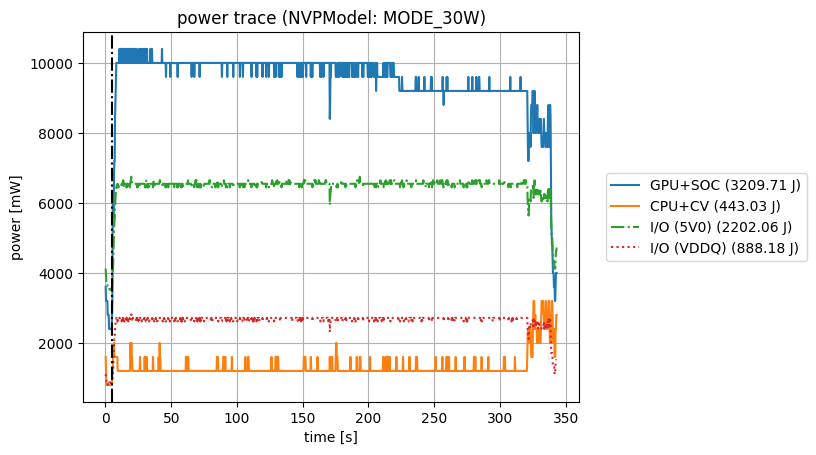 power trace (NVPModel: MODE_30W)
power [mW]
10000
8000
6000
4000
2000
0 50 100 150 200 250 300 350
time [s]
GPU+SOC (3209.71 J)
CPU+CV (443.03 J)
I/O (5V0) (2202.06 J)
I/O (VDDQ) (888.18 J)